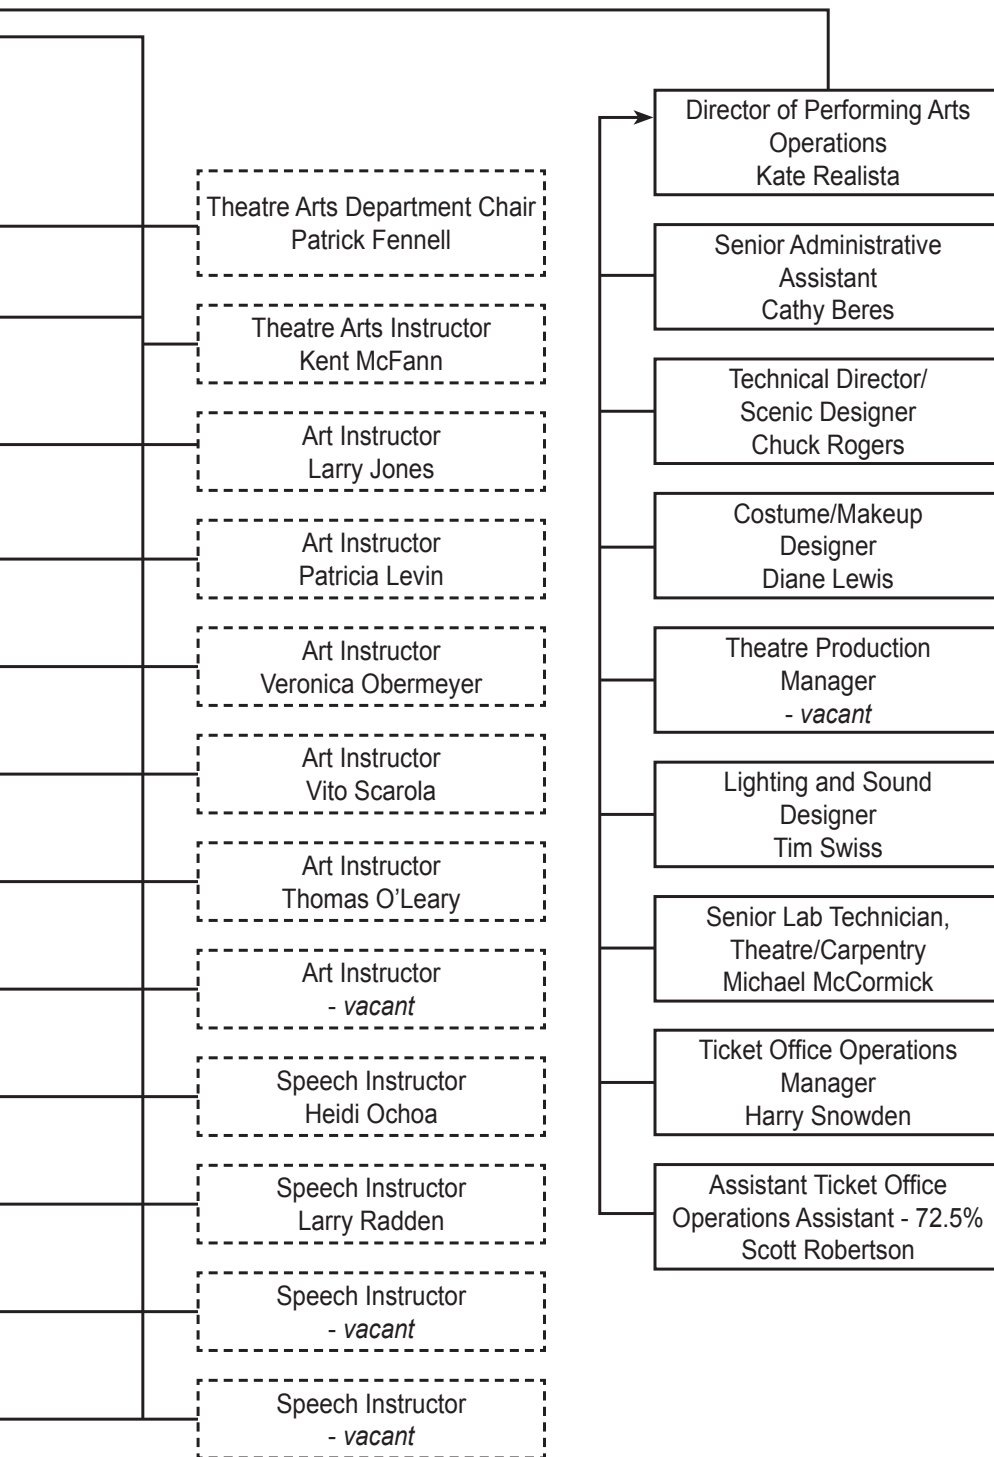 Theatre Arts Department Chair
Patrick Fennell
Theatre Arts Instructor
Kent McFann
Art Instructor
Larry Jones
Art Instructor
Patricia Levin
Art Instructor
Veronica Obermeyer
Art Instructor
Vito Scarola
Art Instructor
Thomas O’Leary
Art Instructor
- vacant
Speech Instructor
Heidi Ochoa
Speech Instructor
Larry Radden
Speech Instructor
- vacant
Speech Instructor
- vacant
Director of Performing Arts
Operations
Kate Realista
Senior Administrative
Assistant
Cathy Beres
Technical Director/
Scenic Designer
Chuck Rogers
Costume/Makeup
Designer
Diane Lewis
Theatre Production
Manager
- vacant
Lighting and Sound
Designer
Tim Swiss
Senior Lab Technician,
Theatre/Carpentry
Michael McCormick
Ticket Office Operations
Manager
Harry Snowden
Assistant Ticket Office
Operations Assistant - 72.5%
Scott Robertson